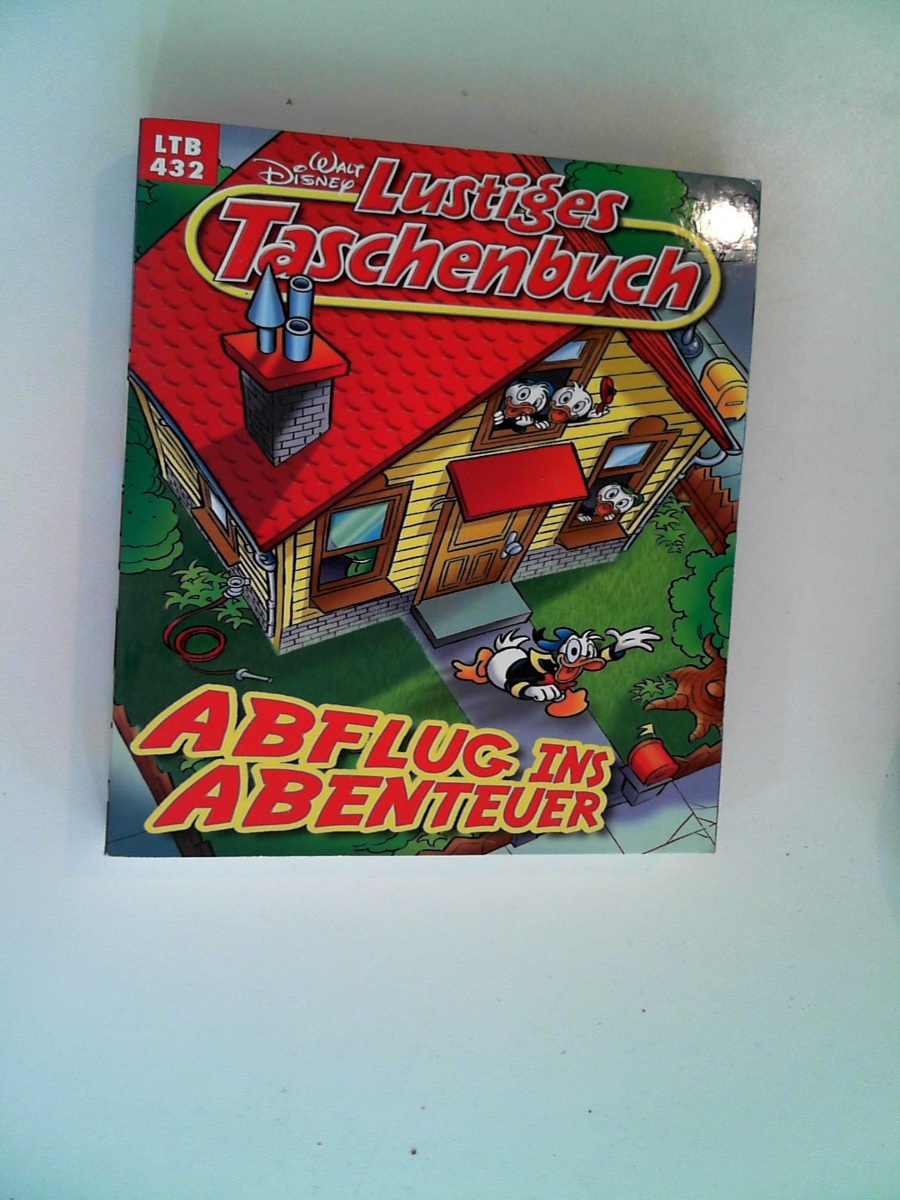 LTB
432
WALT
DISNEY
Lustiges
Taschenbuch
ABFLUG INS
ABENTEUER